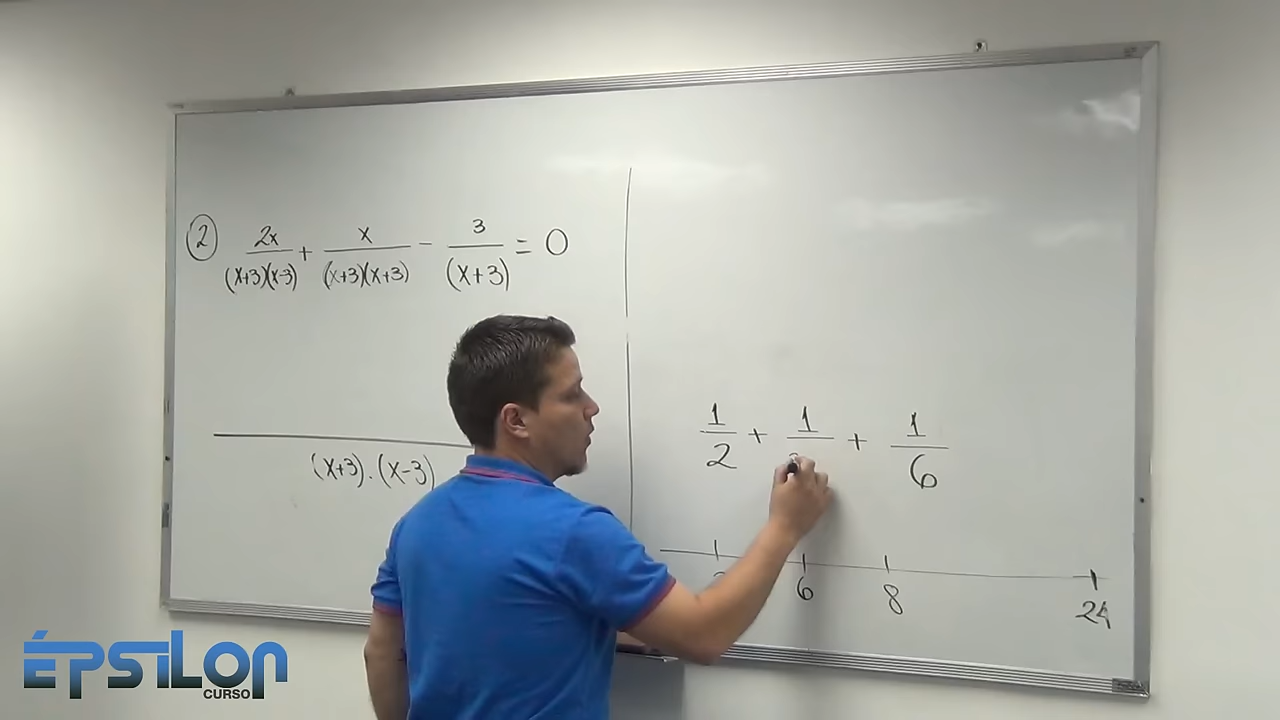 ② 2x/(x+3)(x-3) + x/(x+3)(x+3) - 3/(x+3) = 0
(x+3).(x-3)
1/2 + 1/ + 1/6
6 8 24
ÉPSILON
CURSO